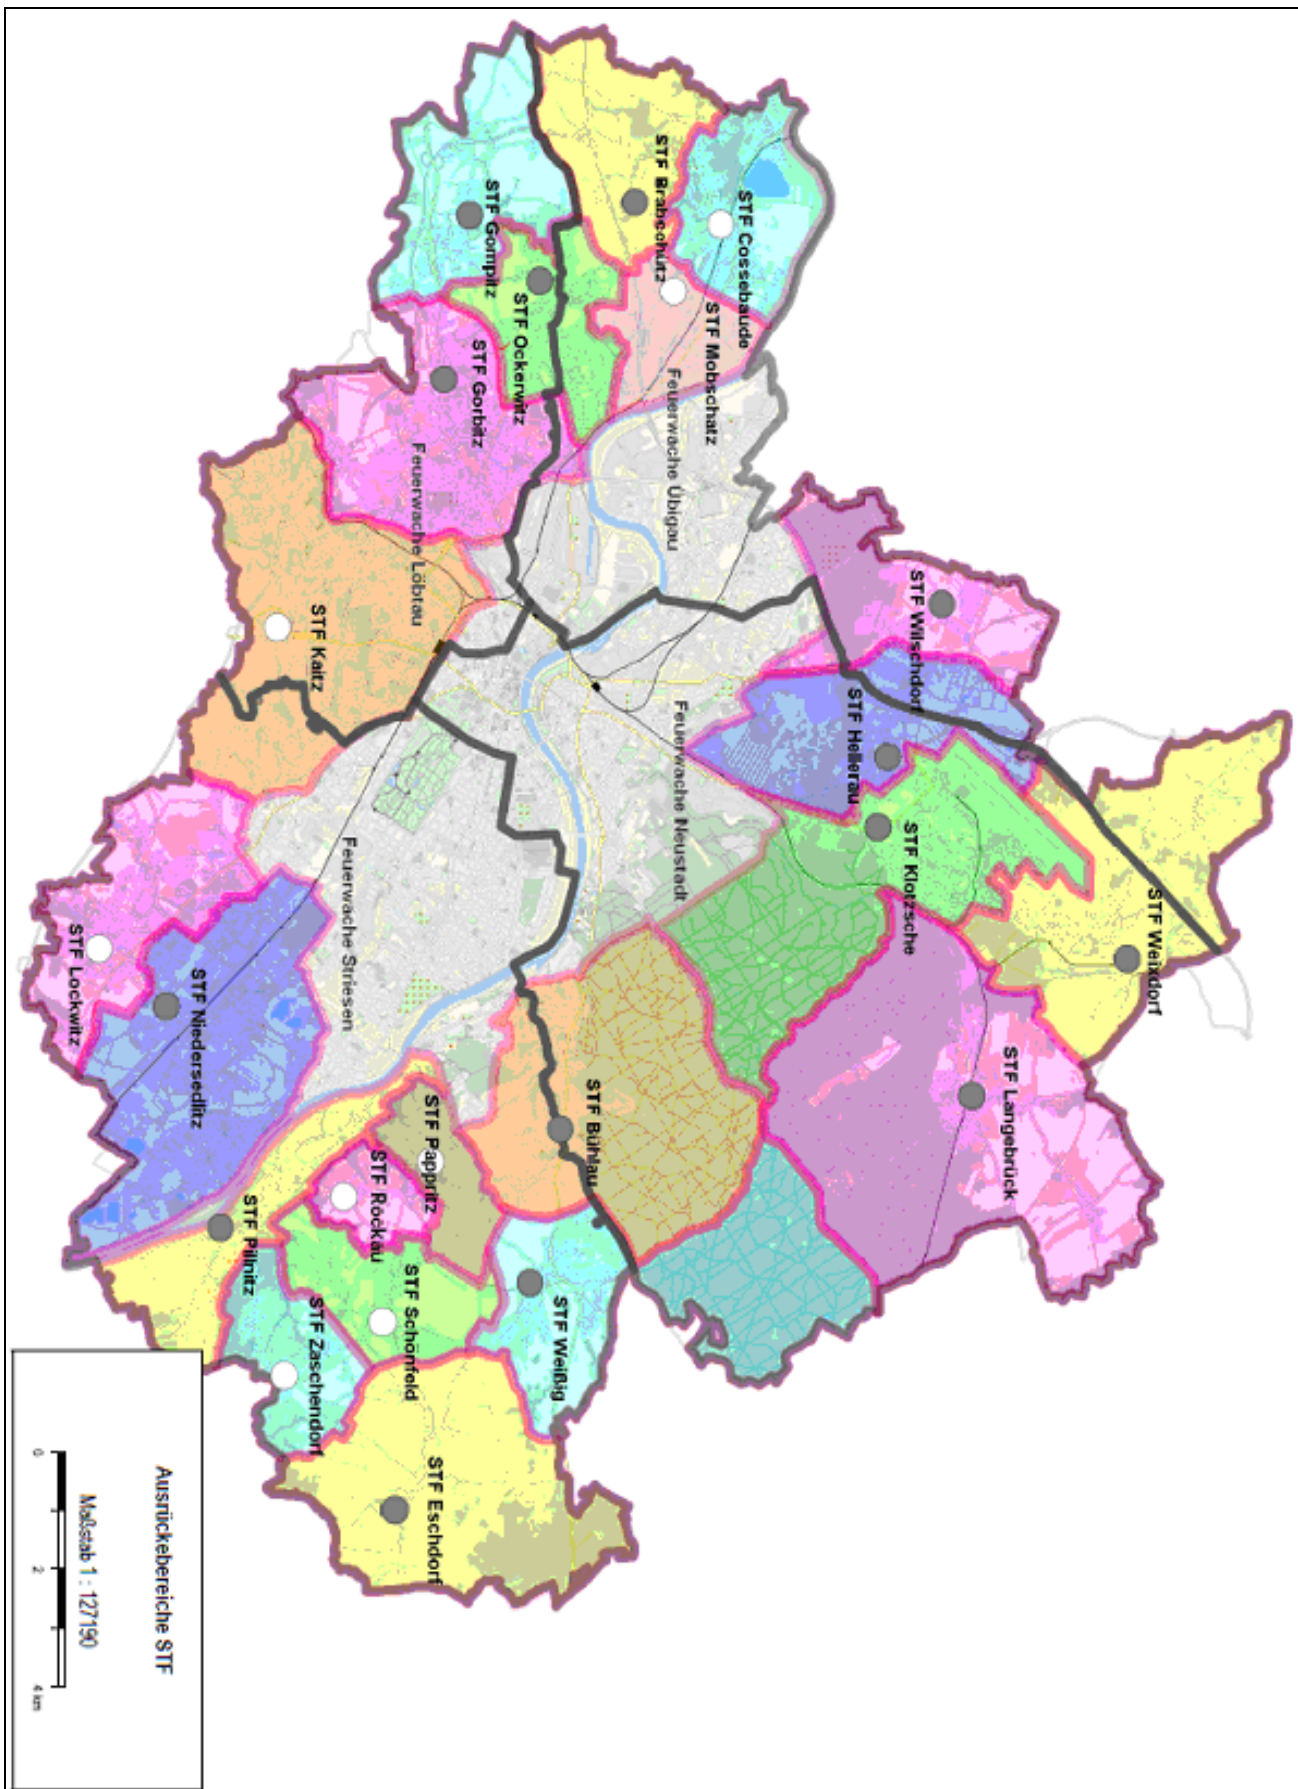 STF Weixdorf
STF Wilschdorf
STF Langebrück
STF Klotzsche
STF Hellerau
STF Cossebaude
STF Mobschatz
Feuerwache Übigau
Feuerwache Neustadt
STF Brabschütz
STF Bühlau
STF Weißig
STF Ockerwitz
STF Gompitz
STF Gorbitz
Feuerwache Löbtau
STF Pappritz
STF Eschdorf
STF Schönfeld
STF Rockau
Feuerwache Striesen
STF Kaitz
STF Zaschendorf
STF Pillnitz
STF Niedersedlitz
STF Lockwitz
Ausrückebereiche STF
Maßstab 1 : 127190
0 2 4 km